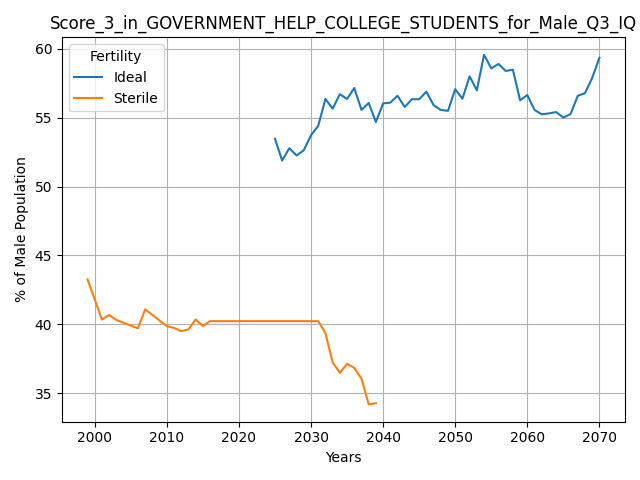 Score_3_in_GOVERNMENT_HELP_COLLEGE_STUDENTS_for_Male_Q3_IQ
Fertility
Ideal
Sterile
% of Male Population
60
55
50
45
40
35
2000 2010 2020 2030 2040 2050 2060 2070
Years